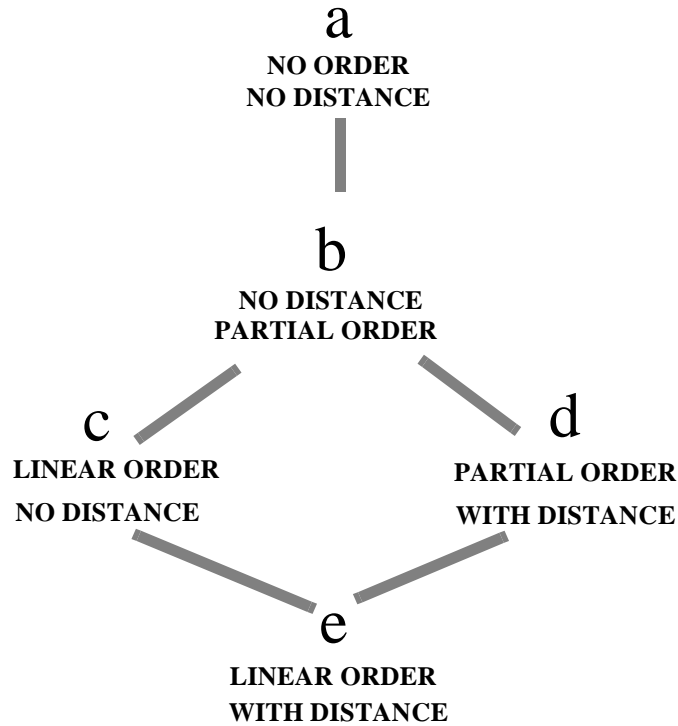 a
NO ORDER
NO DISTANCE
b
NO DISTANCE
PARTIAL ORDER
c
LINEAR ORDER
NO DISTANCE
d
PARTIAL ORDER
WITH DISTANCE
e
LINEAR ORDER
WITH DISTANCE